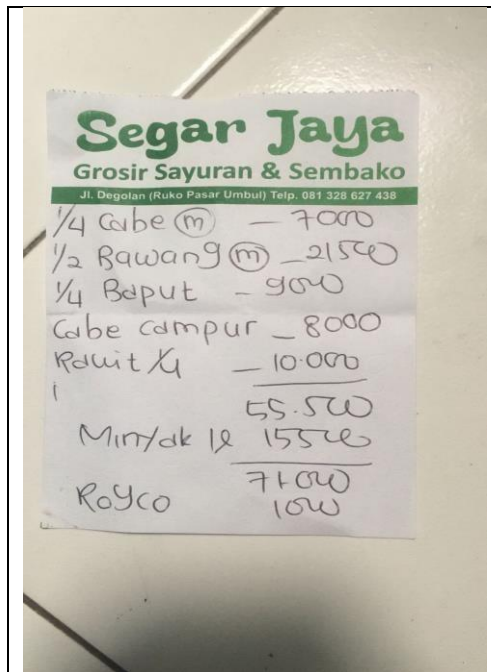 Segar Jaya
Grosir Sayuran & Sembako
Jl. Degolan (Ruko Pasar Umbul) Telp. 081 328 627 438
1/4 Cabe (m) - 7000
1/2 Bawang (m) - 21500
1/4 Baput - 9000
Cabe campur - 8000
Rawit 1/4 - 10.000
55.500
Minyak 1l 15500
71000
Royco 1000